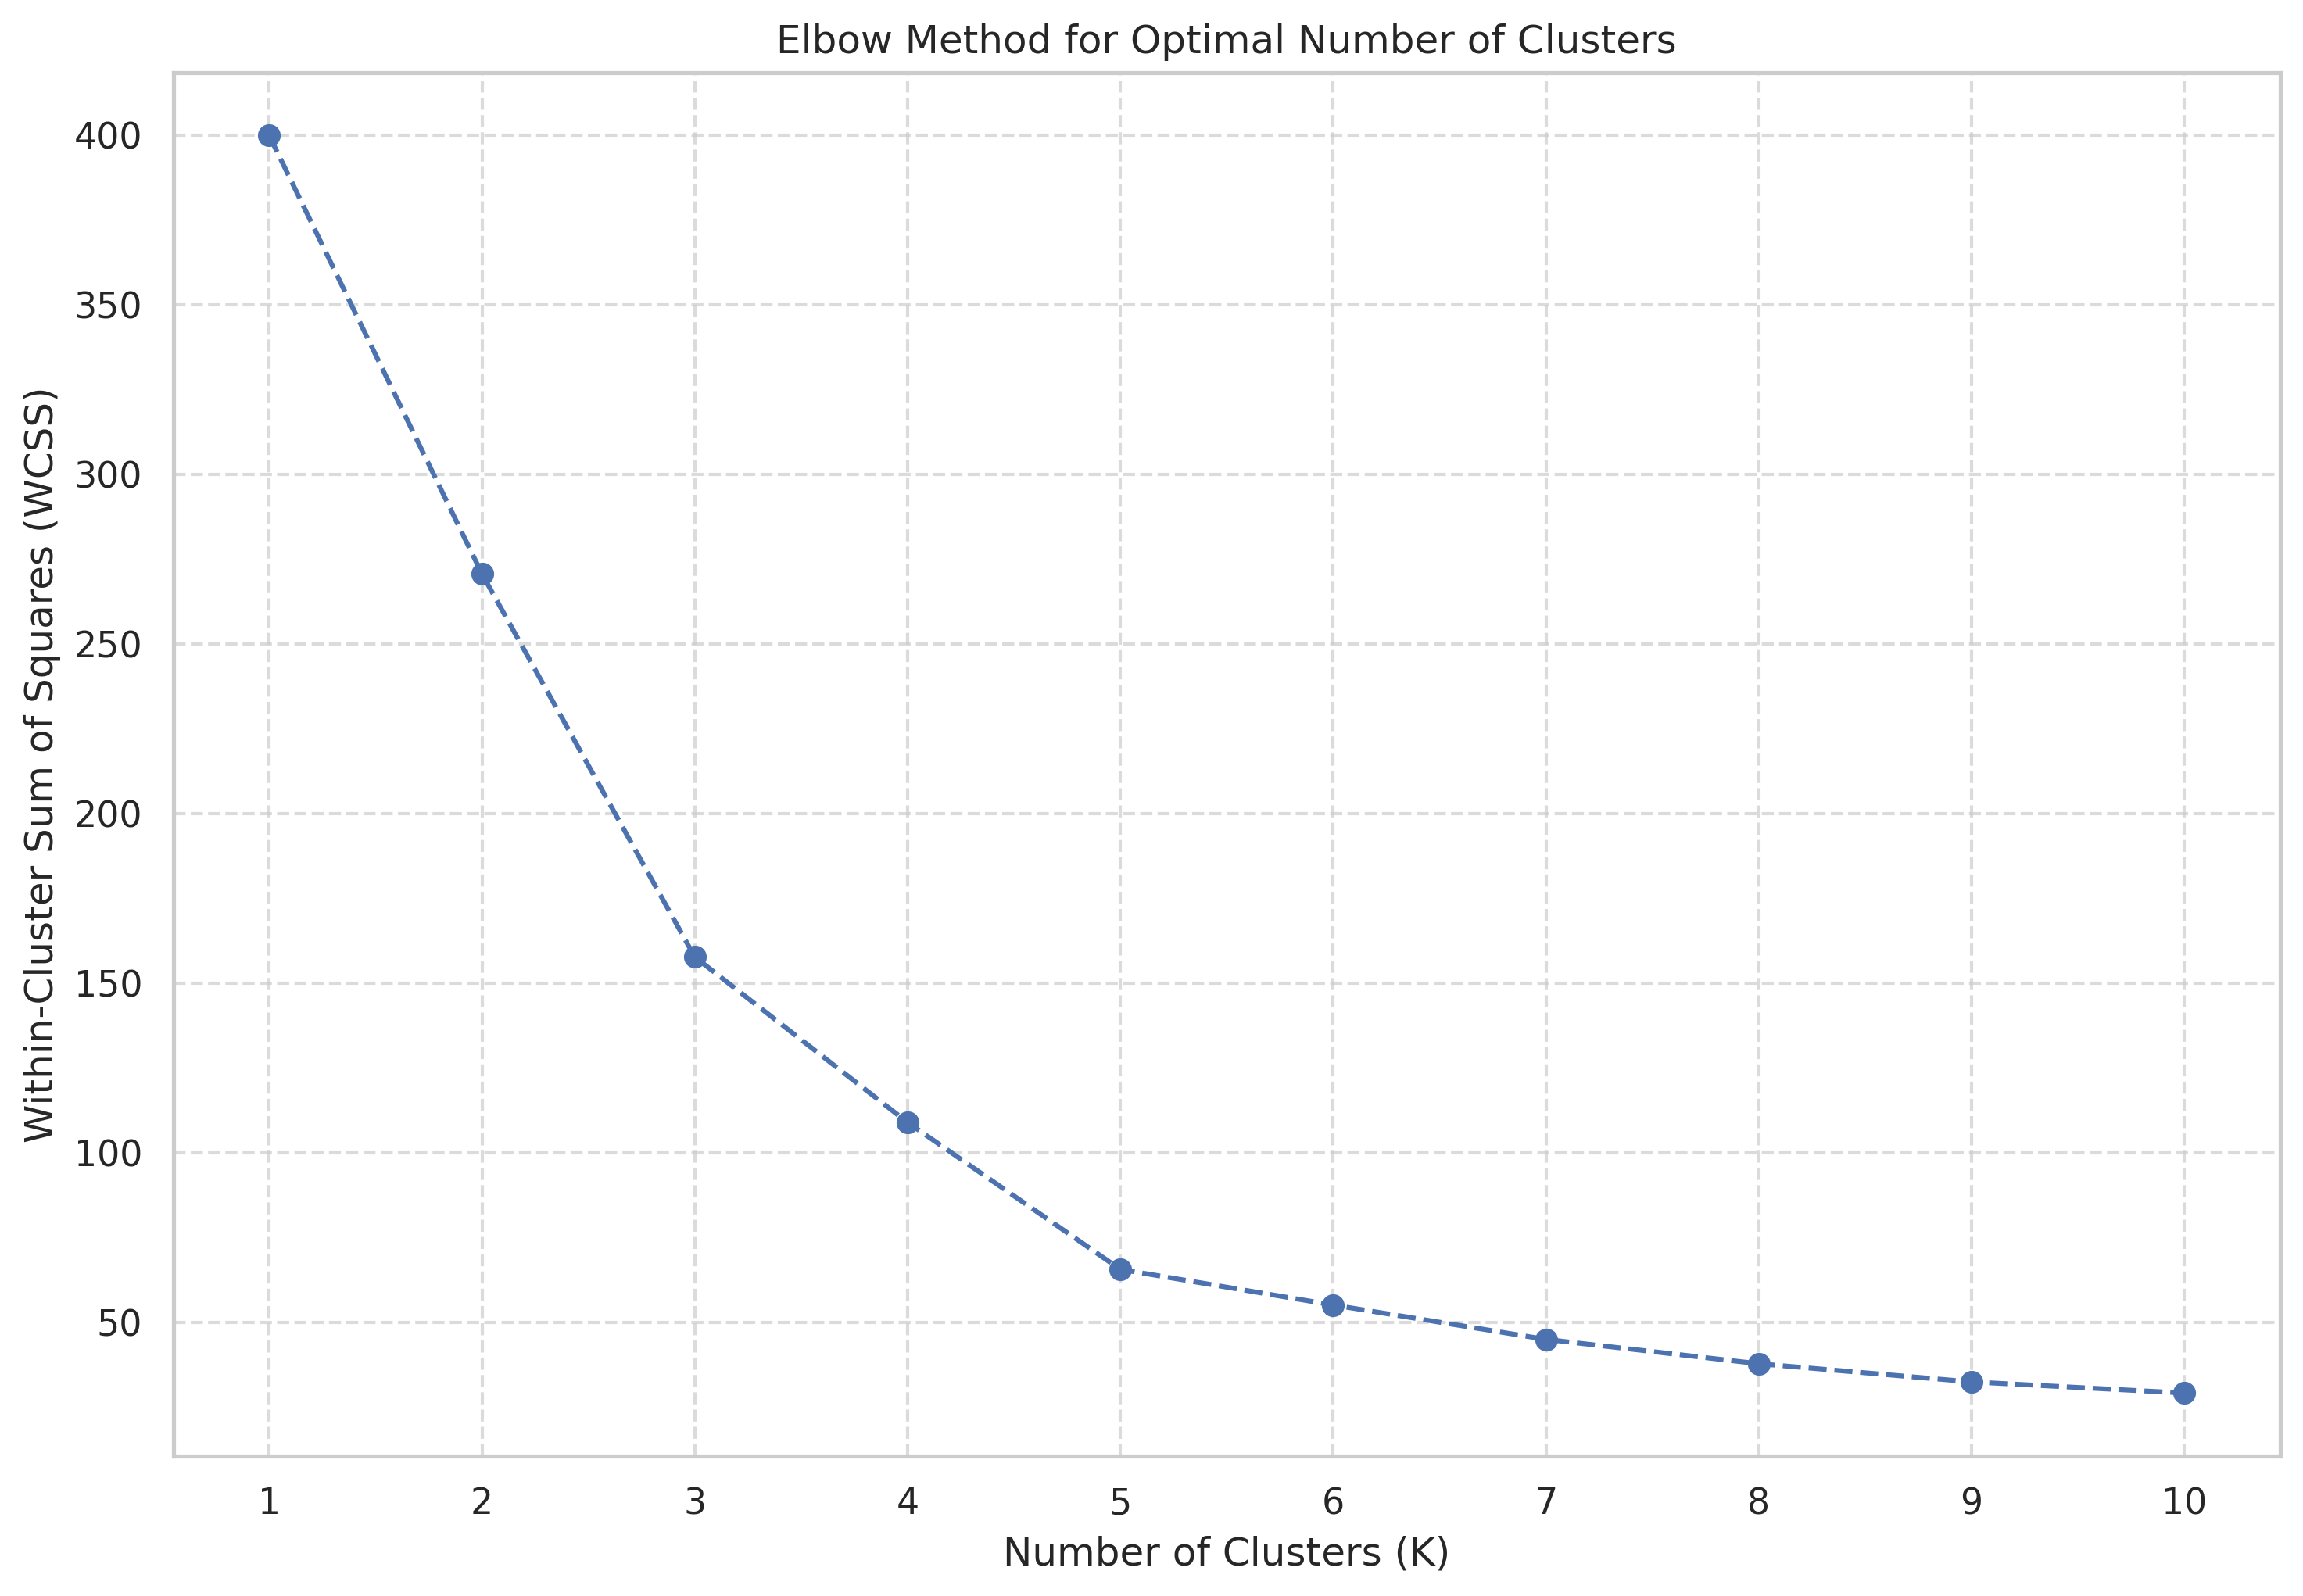 Elbow Method for Optimal Number of Clusters
Within-Cluster Sum of Squares (WCSS)
400
350
300
250
200
150
100
50
1 2 3 4 5 6 7 8 9 10
Number of Clusters (K)